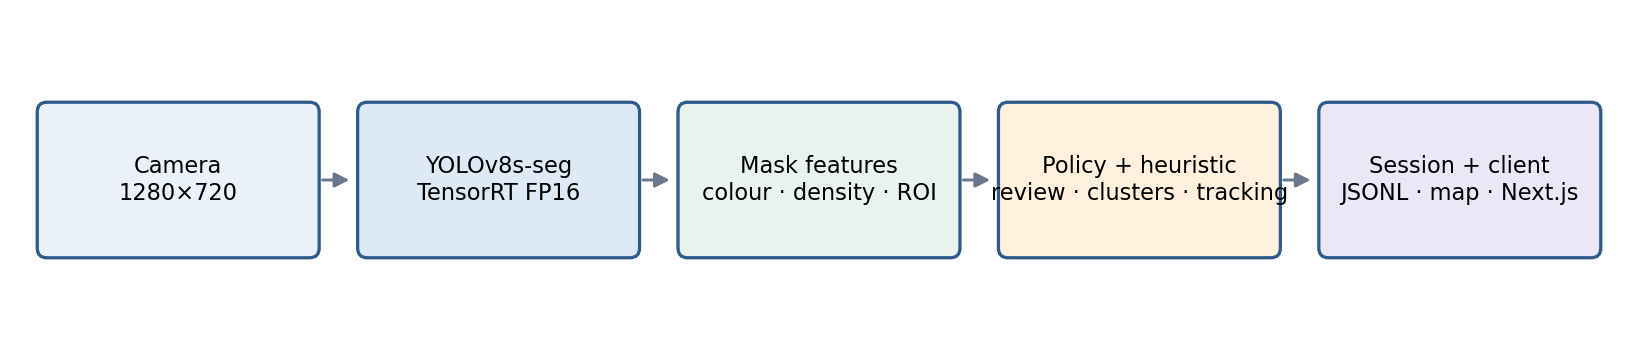 Camera
1280×720
YOLOv8s-seg
TensorRT FP16
Mask features
colour · density · ROI
Policy + heuristic
review · clusters · tracking
Session + client
JSONL · map · Next.js